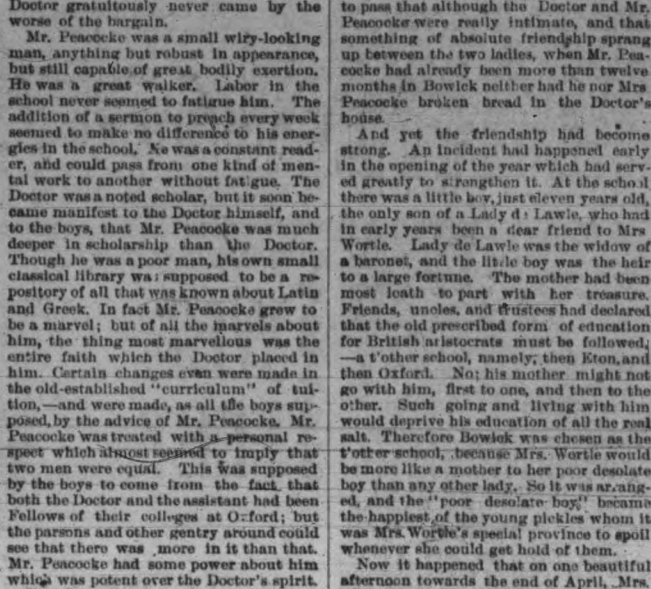 Doctor gratuitously never came by the
worse of the bargain.
Mr. Peacocke was a small wiry-looking
man, anything but robust in appearance,
but still capable of great bodily exertion.
He was a great walker. Labor in the
school never seemed to fatigue him. The
addition of a sermon to preach every week
seemed to make no difference to his ener-
gies in the school. He was a constant read-
er, and could pass from one kind of men-
tal work to another without fatigue. The
Doctor was a noted scholar, but it soon be-
came manifest to the Doctor himself, and
to the boys, that Mr. Peacocke was much
deeper in scholarship than the Doctor.
Though he was a poor man, his own small
classical library was supposed to be a re-
pository of all that was known about Latin
and Greek. In fact Mr. Peacocke grew to
be a marvel; but of all the marvels about
him, the thing most marvellous was the
entire faith which the Doctor placed in
him. Certain changes even were made in
the old-established "curriculum" of tui-
tion,—and were made, as all the boys sup-
posed, by the advice of Mr. Peacocke. Mr.
Peacocke was treated with a personal re-
spect which almost seemed to imply that
two men were equal. This was supposed
by the boys to come from the fact that
both the Doctor and the assistant had been
Fellows of their colleges at Oxford; but
the parsons and other gentry around could
see that there was more in it than that.
Mr. Peacocke had some power about him
which was potent over the Doctor's spirit.
to pass that although the Doctor and Mr.
Peacocke were really intimate, and that
something of absolute friendship sprang
up between the two ladies, when Mr. Pea-
cocke had already been more than twelve
months in Bowick neither had he nor Mrs
Peacocke broken bread in the Doctor's
house.
And yet the friendship had become
strong. An incident had happened early
in the opening of the year which had serv-
ed greatly to strengthen it. At the school
there was a little boy, just eleven years old,
the only son of a Lady de Lawle, who had
in early years been a dear friend to Mrs
Wortle. Lady de Lawle was the widow of
a baronet, and the little boy was the heir
to a large fortune. The mother had been
most loath to part with her treasure.
Friends, uncles, and trustees had declared
that the old prescribed form of education
for British aristocrats must be followed,
—a t'other school, namely; then Eton, and
then Oxford. No; his mother might not
go with him, first to one, and then to the
other. Such going and living with him
would deprive his education of all the real
salt. Therefore Bowick was chosen as the
t'other school, because Mrs. Wortle would
be more like a mother to her poor desolate
boy than any other lady. So it was arrang-
ed, and the "poor desolate boy," became
the happiest of the young pickles whom it
was Mrs. Wortle's special province to spoil
whenever she could get hold of them.
Now it happened that on one beautiful
afternoon towards the end of April, Mrs.